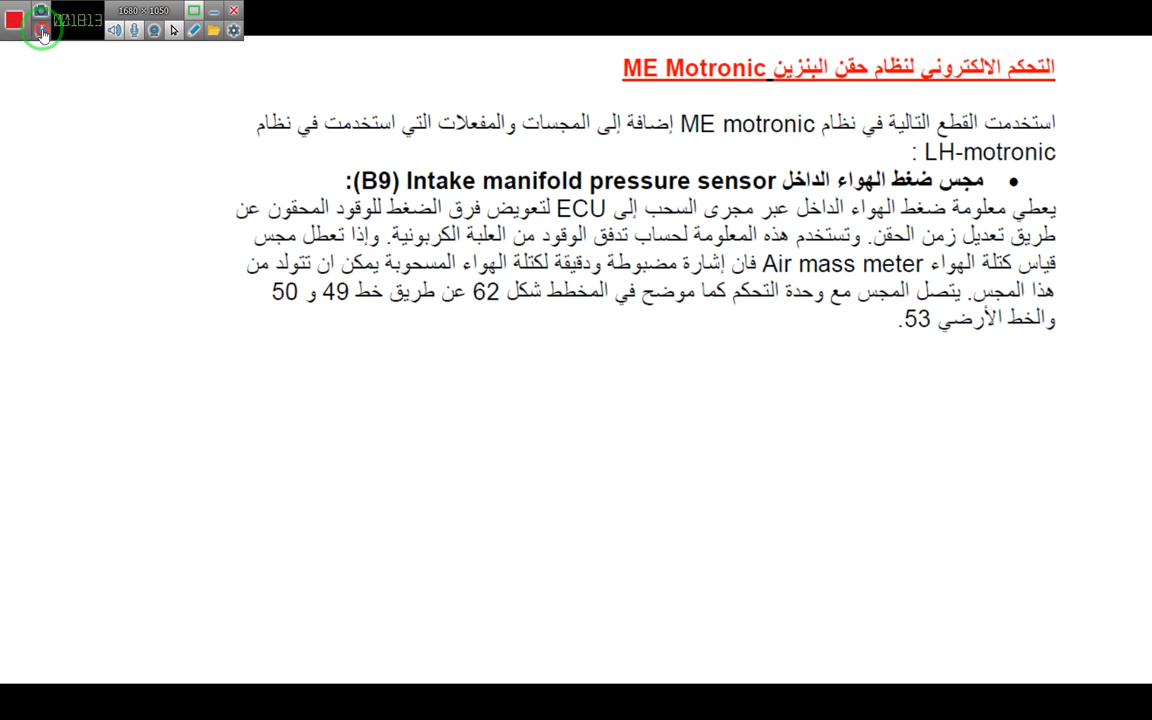 1680 × 1050
التحكم الالكتروني لنظام حقن البنزين ME Motronic
استخدمت القطع التالية في نظام ME motronic إضافة إلى المجسات والمفعلات التي استخدمت في نظام
LH-motronic :
• مجس ضغط الهواء الداخل Intake manifold pressure sensor (B9):
يعطي معلومة ضغط الهواء الداخل عبر مجرى السحب إلى ECU لتعويض فرق الضغط للوقود المحقون عن
طريق تعديل زمن الحقن. وتستخدم هذه المعلومة لحساب تدفق الوقود من العلبة الكربونية. وإذا تعطل مجس
قياس كتلة الهواء Air mass meter فان إشارة مضبوطة ودقيقة لكتلة الهواء المسحوبة يمكن ان تتولد من
هذا المجس. يتصل المجس مع وحدة التحكم كما موضح في المخطط شكل 62 عن طريق خط 49 و 50
والخط الأرضي 53.